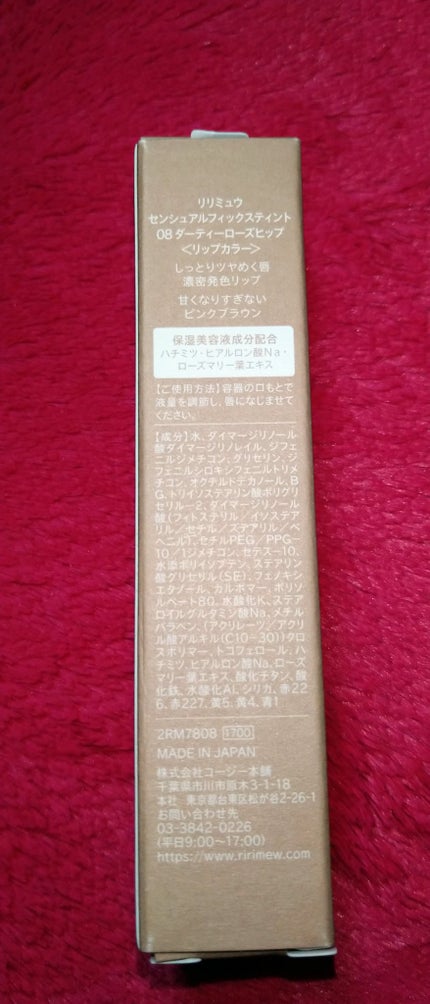 リリミュウ
センシュアルフィックスティント
08 ダーティーローズヒップ
<リップカラー>
しっとりツヤめく唇
濃密発色リップ
甘くなりすぎない
ピンクブラウン
保湿美容液成分配合
ハチミツ・ヒアルロン酸Na・
ローズマリー葉エキス
【ご使用方法】容器の口もとで
液量を調節し、唇になじませて
ください。
【成分】水、ダイマージリノール
酸ダイマージリノレイル、ジフェ
ニルジメチコン、グリセリン、ジ
フェニルシロキシフェニルトリメ
チコン、オクチルドデカノール、B
G、トリイソステアリン酸ポリグリ
セリル-2、ダイマージリノール
酸(フィトステリル/イソステア
リル/セチル/ステアリル/ベ
ヘニル)、セチルPEG/PPG-
10/1ジメチコン、セテス-10、
水添ポリイソブテン、ステアリン
酸グリセリル(SE)、フェノキシ
エタノール、カルボマー、ポリソ
ルベート80、水酸化K、ステア
ロイルグルタミン酸Na、メチル
パラベン、(アクリレーツ/アクリ
ル酸アルキル(C10-30))クロ
スポリマー、トコフェロール、ハ
チミツ、ヒアルロン酸Na、ローズ
マリー葉エキス、酸化チタン、酸
化鉄、水酸化Al、シリカ、赤22
6、赤227、黄5、黄4、青1
2RM7808 1700
MADE IN JAPAN
株式会社コージー本舗
千葉県市川市原木3-1-18
本社 東京都台東区松が谷2-26-1
お問い合わせ先
03-3842-0226
(平日9:00〜17:00)
https://www.ririmew.com